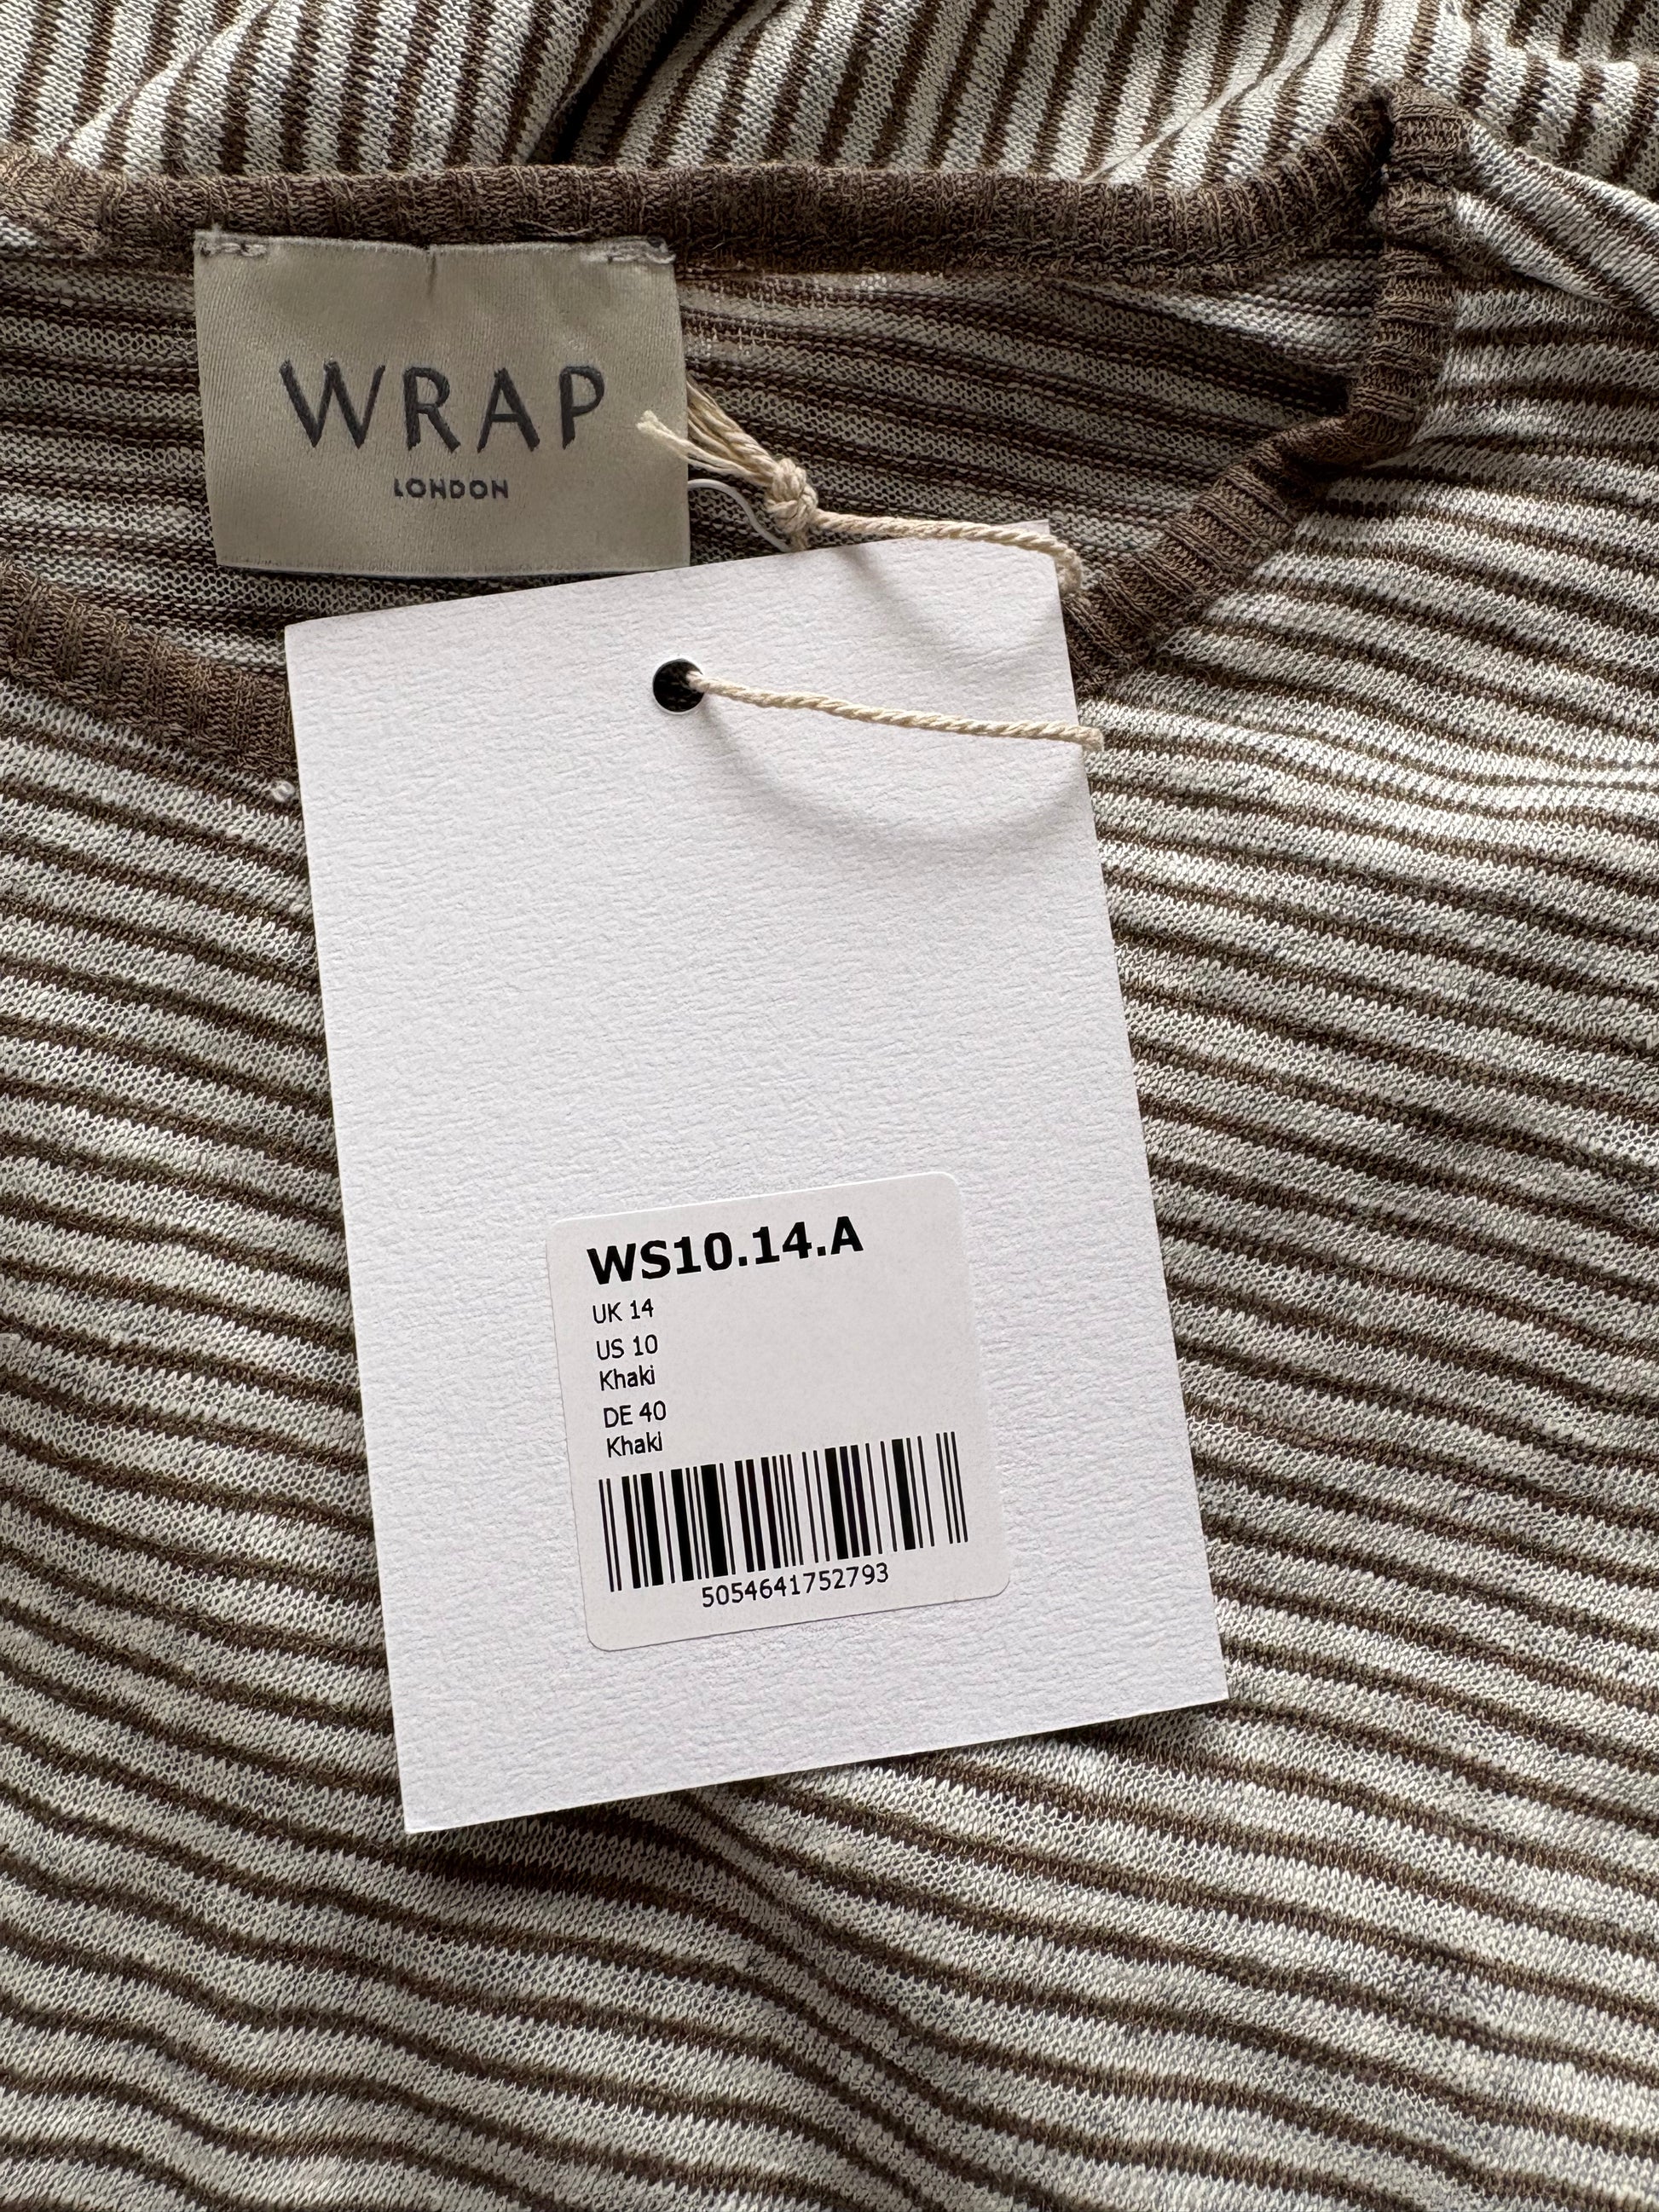 WRAP
LONDON
WS10.14.A
UK 14
US 10
Khaki
DE 40
Khaki
5054641752793